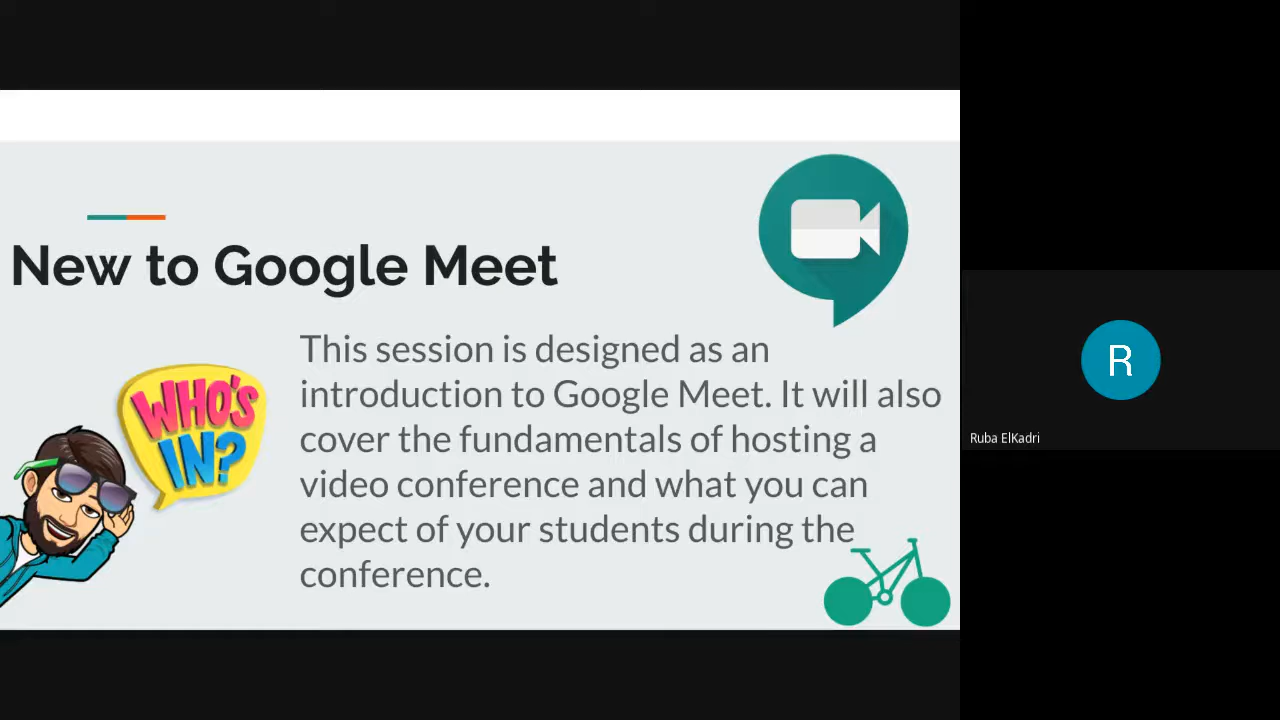 New to Google Meet
WHO'S
IN?
This session is designed as an
introduction to Google Meet. It will also
cover the fundamentals of hosting a
video conference and what you can
expect of your students during the
conference.
R
Ruba ElKadri